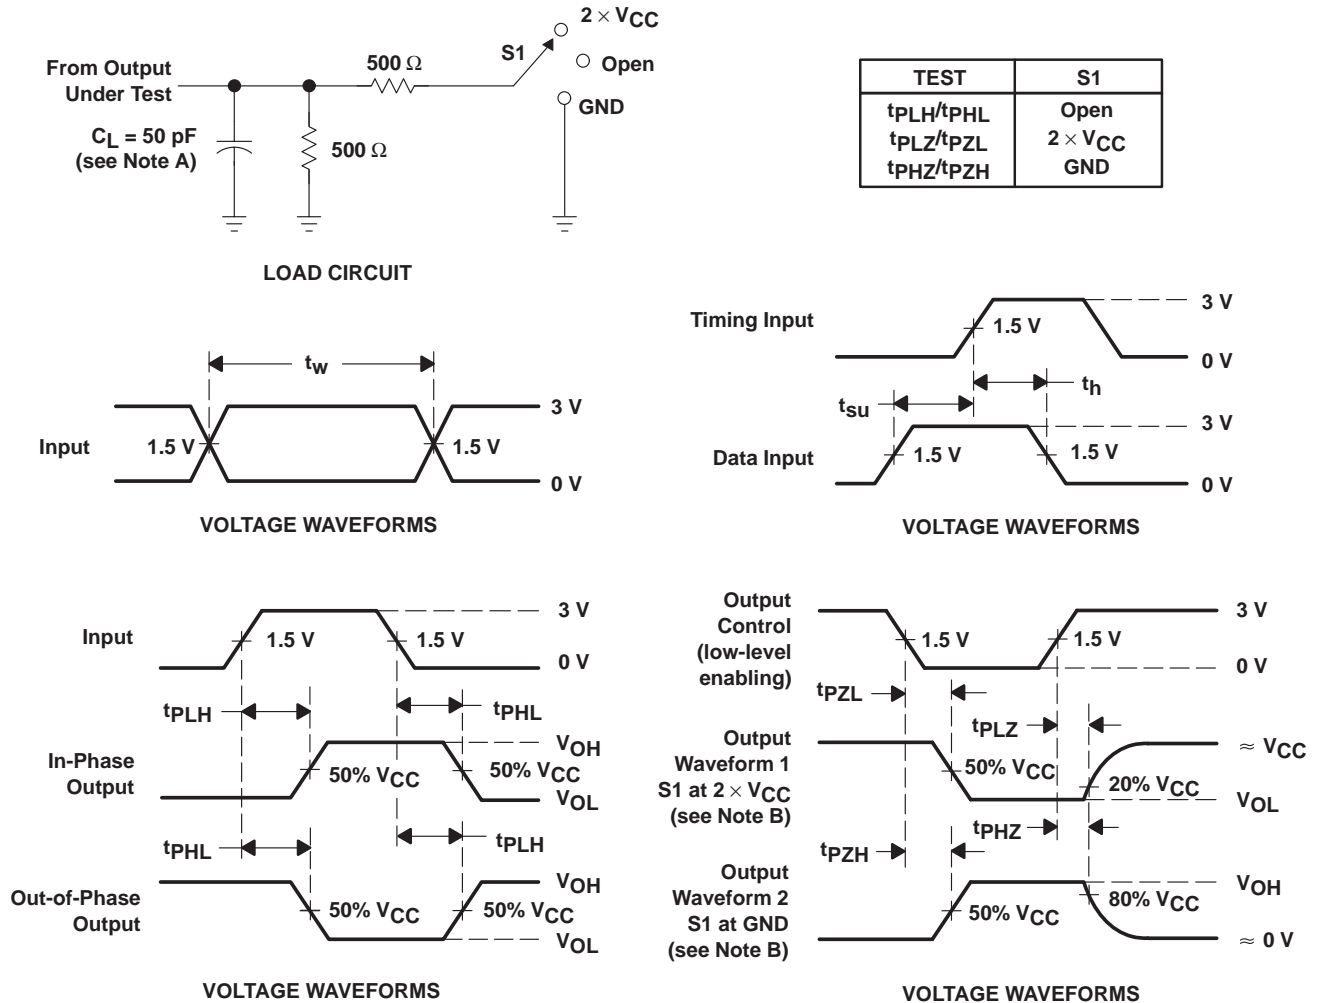 2 × VCC
S1
500 Ω
From Output
Under Test
Open
GND
CL = 50 pF
(see Note A)
500 Ω
LOAD CIRCUIT
TEST S1
tPLH/tPHL Open
tPLZ/tPZL 2 × VCC
tPHZ/tPZH GND
tw
Input
1.5 V
1.5 V
3 V
0 V
VOLTAGE WAVEFORMS
Timing Input
1.5 V
3 V
0 V
th
tsu
Data Input
1.5 V
1.5 V
3 V
0 V
VOLTAGE WAVEFORMS
Input
1.5 V
1.5 V
3 V
0 V
tPLH
tPHL
In-Phase
Output
50% VCC
50% VCC
VOH
VOL
tPHL
tPLH
Out-of-Phase
Output
50% VCC
50% VCC
VOH
VOL
VOLTAGE WAVEFORMS
Output
Control
(low-level
enabling)
1.5 V
1.5 V
3 V
0 V
tPZL
tPLZ
Output
Waveform 1
S1 at 2 × VCC
(see Note B)
50% VCC
20% VCC
≈ VCC
VOL
tPZH
tPHZ
Output
Waveform 2
S1 at GND
(see Note B)
50% VCC
80% VCC
VOH
≈ 0 V
VOLTAGE WAVEFORMS